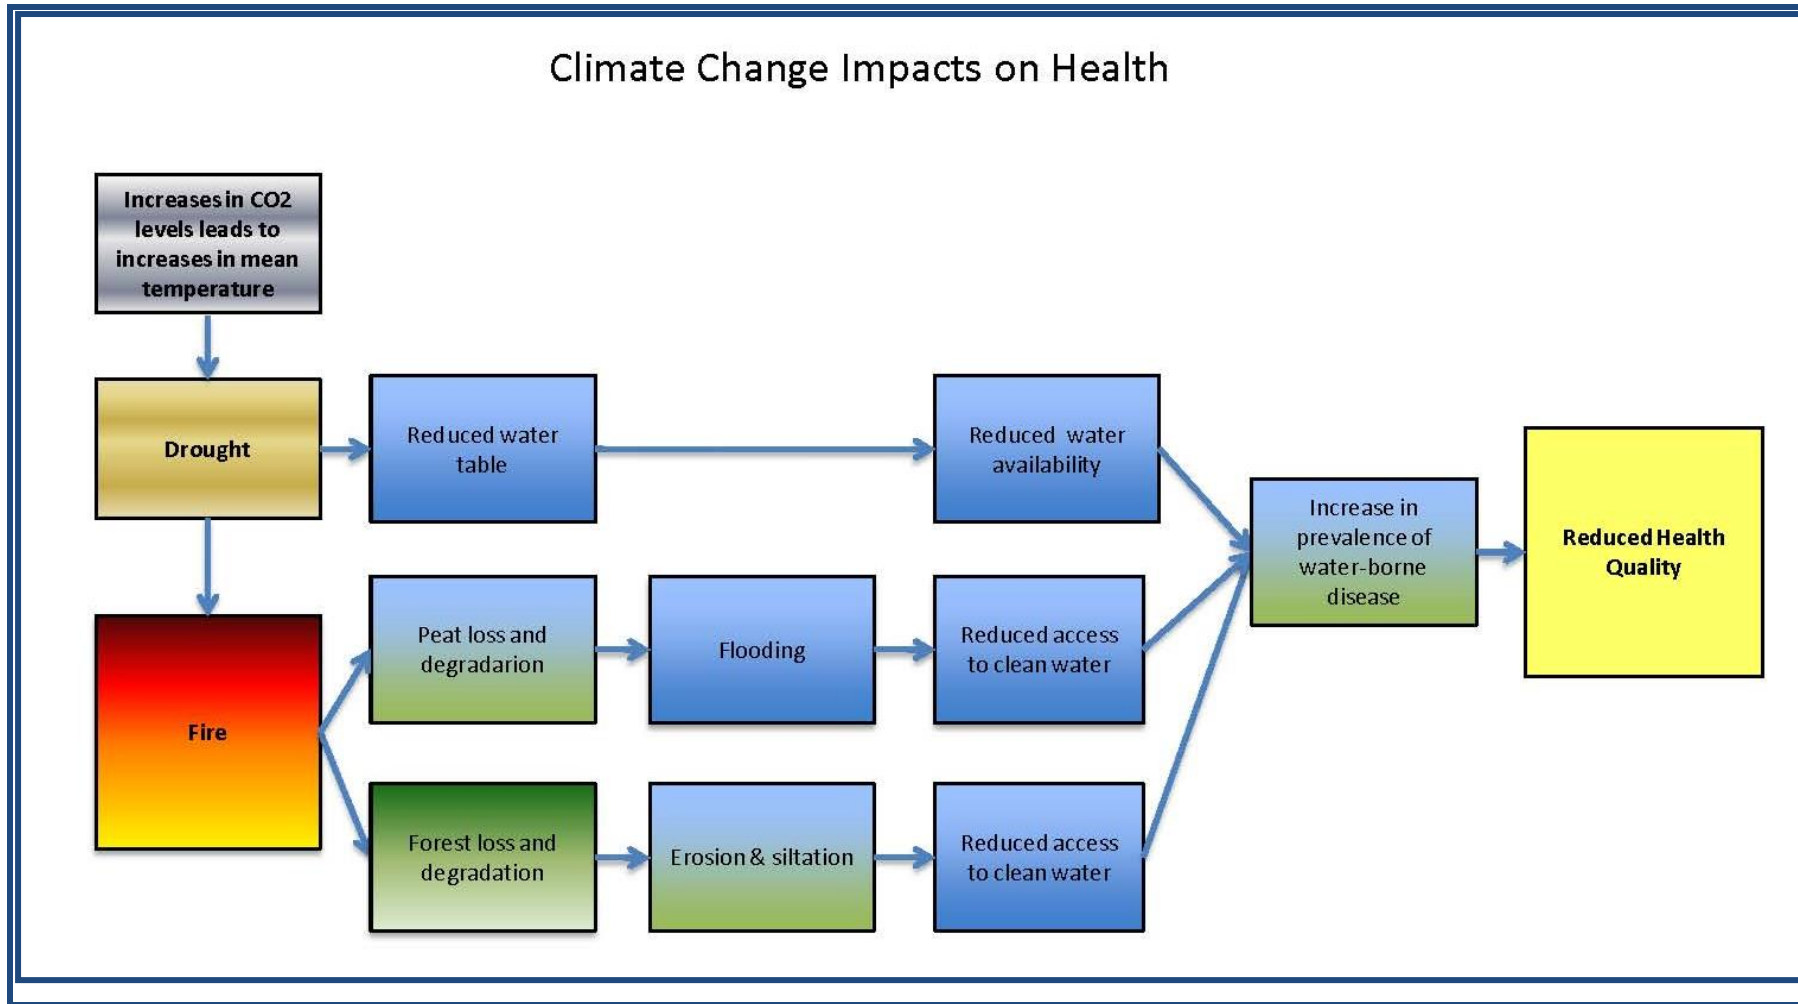 Climate Change Impacts on Health
Increases in CO2
levels leads to
increases in mean
temperature
Drought
Reduced water
table
Reduced water
availability
Increase in
prevalence of
water-borne
disease
Reduced Health
Quality
Fire
Peat loss and
degradarion
Flooding
Reduced access
to clean water
Forest loss and
degradation
Erosion & siltation
Reduced access
to clean water